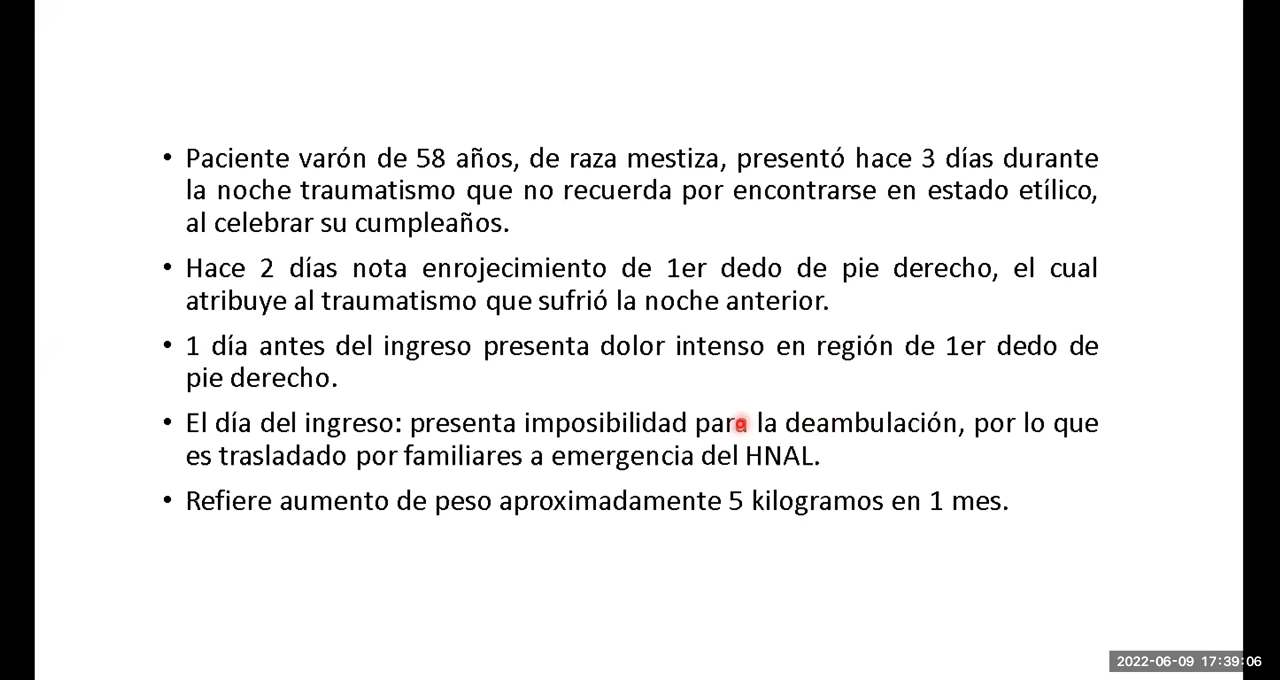 • Paciente varón de 58 años, de raza mestiza, presentó hace 3 días durante
la noche traumatismo que no recuerda por encontrarse en estado etílico,
al celebrar su cumpleaños.
• Hace 2 días nota enrojecimiento de 1er dedo de pie derecho, el cual
atribuye al traumatismo que sufrió la noche anterior.
• 1 día antes del ingreso presenta dolor intenso en región de 1er dedo de
pie derecho.
• El día del ingreso: presenta imposibilidad para la deambulación, por lo que
es trasladado por familiares a emergencia del HNAL.
• Refiere aumento de peso aproximadamente 5 kilogramos en 1 mes.
2022-06-09 17:39:06